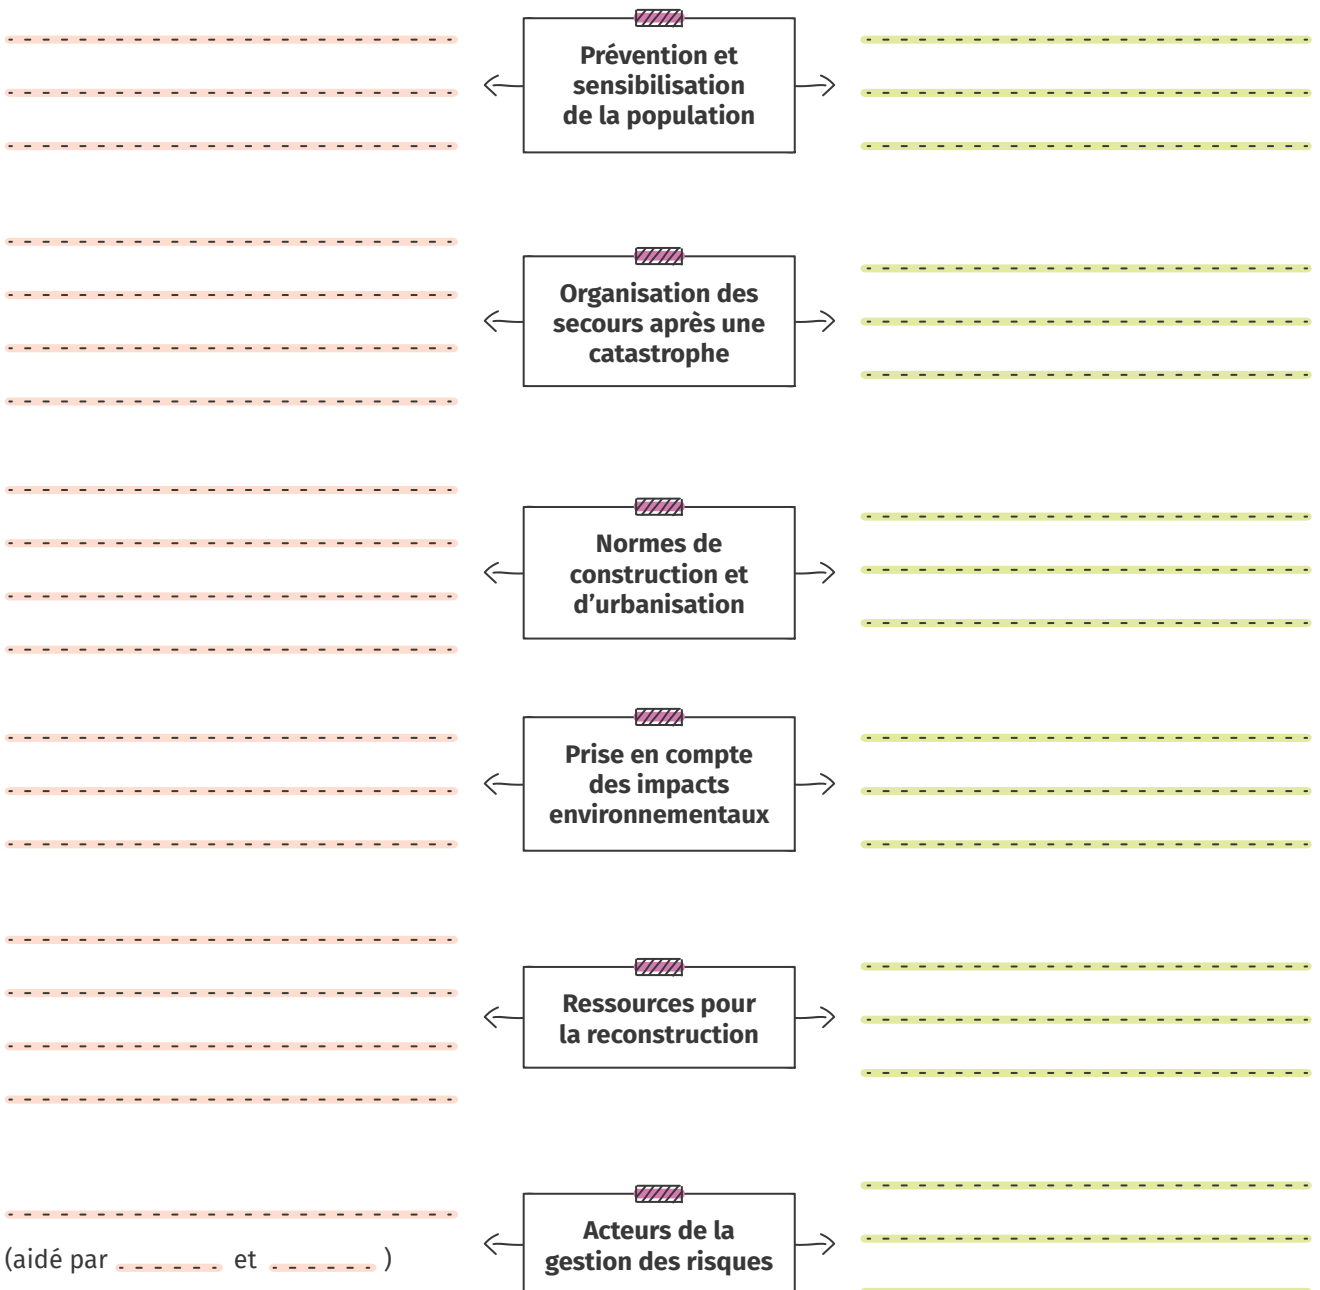 Prévention et
sensibilisation
de la population
Organisation des
secours après une
catastrophe
Normes de
construction et
d’urbanisation
Prise en compte
des impacts
environnementaux
Ressources pour
la reconstruction
Acteurs de la
gestion des risques
(aidé par et )